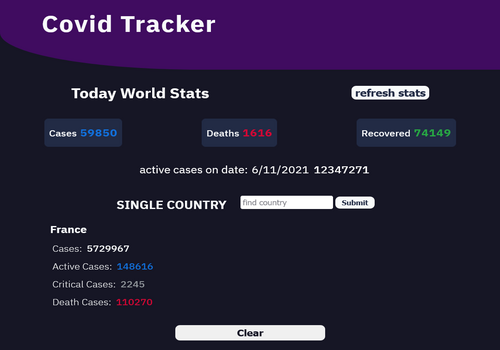 Covid Tracker
Today World Stats
refresh stats
Cases 59850
Deaths 1616
Recovered 74149
active cases on date: 6/11/2021 12347271
SINGLE COUNTRY
find country
Submit
France
Cases: 5729967
Active Cases: 148616
Critical Cases: 2245
Death Cases: 110270
Clear